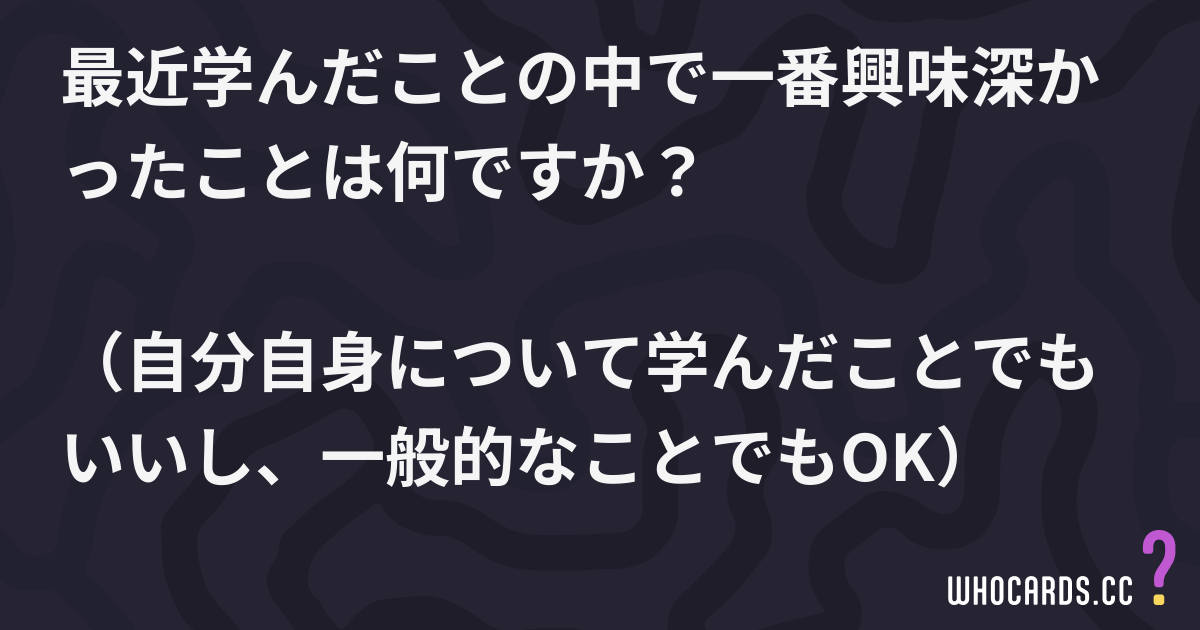 最近学んだことの中で一番興味深か
ったことは何ですか？
（自分自身について学んだことでも
いいし、一般的なことでもOK）
WHOCARDS.CC